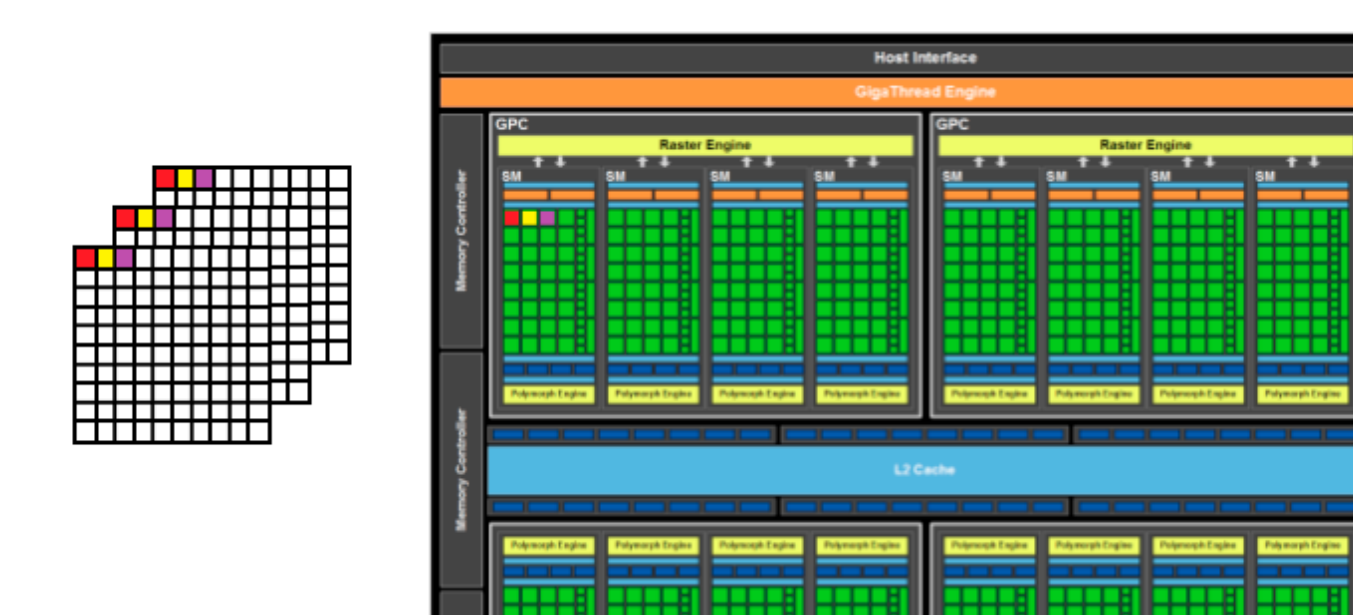 Host Interface
GigaThread Engine
GPC
GPC
Raster Engine
Raster Engine
Memory Controller
SM SM SM SM SM SM SM SM
Polymorph Engine Polymorph Engine Polymorph Engine Polymorph Engine Polymorph Engine Polymorph Engine Polymorph Engine Polymorph Engine
Memory Controller
L2 Cache
Polymorph Engine Polymorph Engine Polymorph Engine Polymorph Engine Polymorph Engine Polymorph Engine Polymorph Engine Polymorph Engine